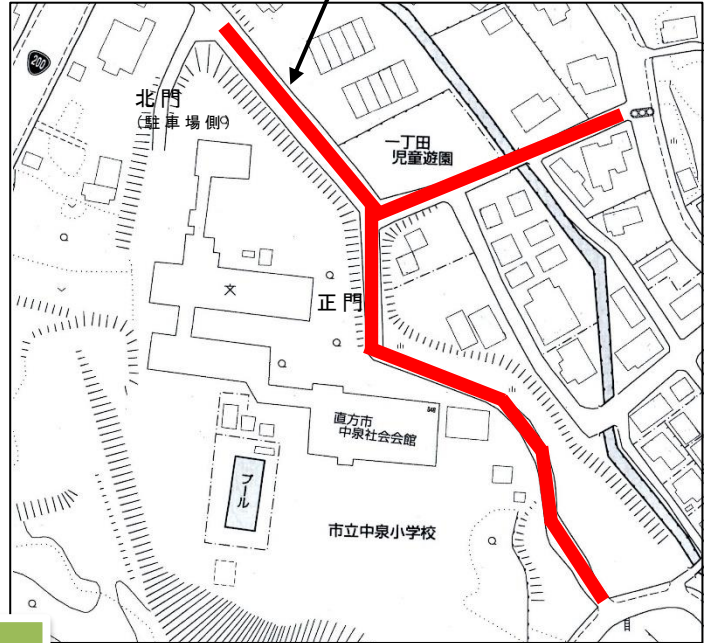 200
北門
(駐車場側)
一丁田
児童遊園
文
正門
直方市
中泉社会会館
プール
市立中泉小学校